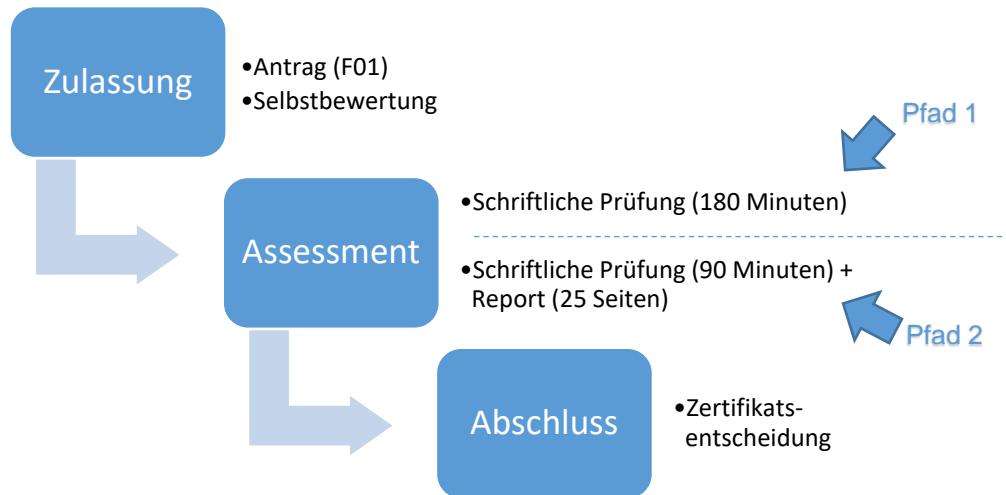 Zulassung
•Antrag (F01)
•Selbstbewertung
Pfad 1
Assessment
•Schriftliche Prüfung (180 Minuten)
•Schriftliche Prüfung (90 Minuten) +
Report (25 Seiten)
Pfad 2
Abschluss
•Zertifikats-
entscheidung